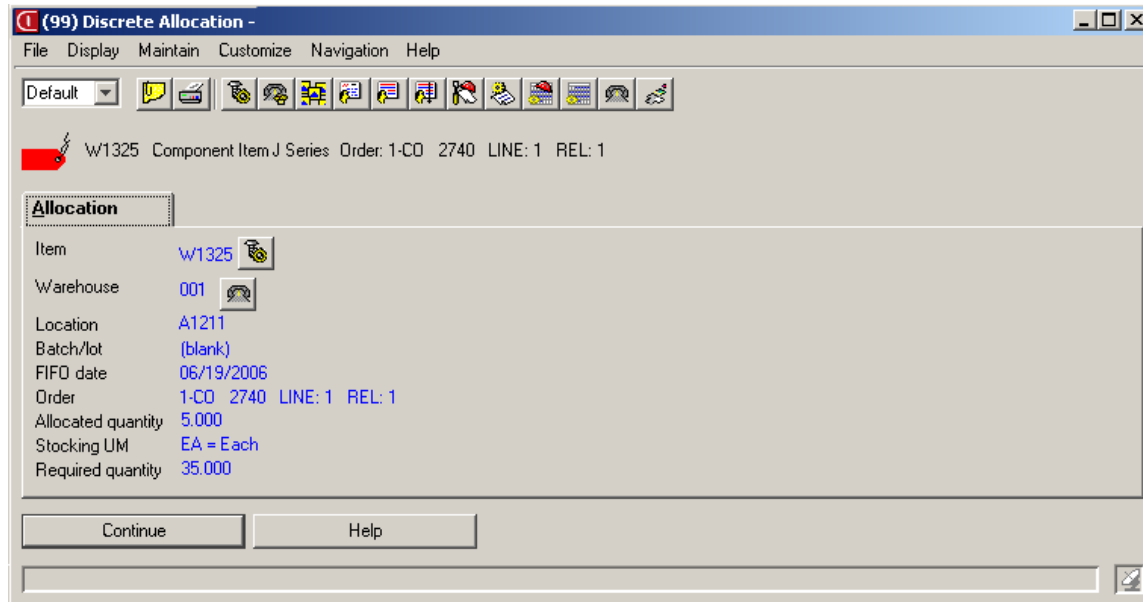 (99) Discrete Allocation -
File Display Maintain Customize Navigation Help
Default
W1325 Component Item J Series Order: 1-CO 2740 LINE: 1 REL: 1
Allocation
Item W1325
Warehouse 001
Location A1211
Batch/lot (blank)
FIFO date 06/19/2006
Order 1-CO 2740 LINE: 1 REL: 1
Allocated quantity 5.000
Stocking UM EA = Each
Required quantity 35.000
Continue Help